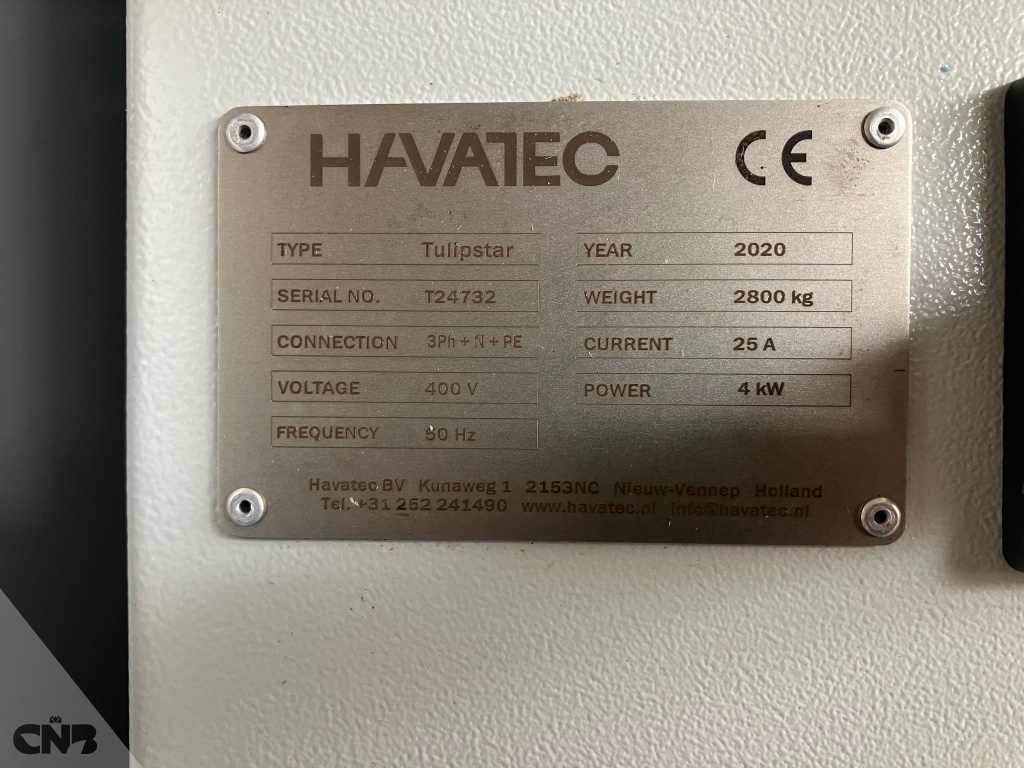 HAVATEC CE
TYPE Tulipstar YEAR 2020
SERIAL NO. T24732 WEIGHT 2800 kg
CONNECTION 3Ph + N + PE CURRENT 25 A
VOLTAGE 400 V POWER 4 kW
FREQUENCY 50 Hz
Havatec BV Kunaweg 1 2153NC Nieuw-Vennep Holland
Tel. +31 252 241490 www.havatec.nl info@havatec.nl
CNB